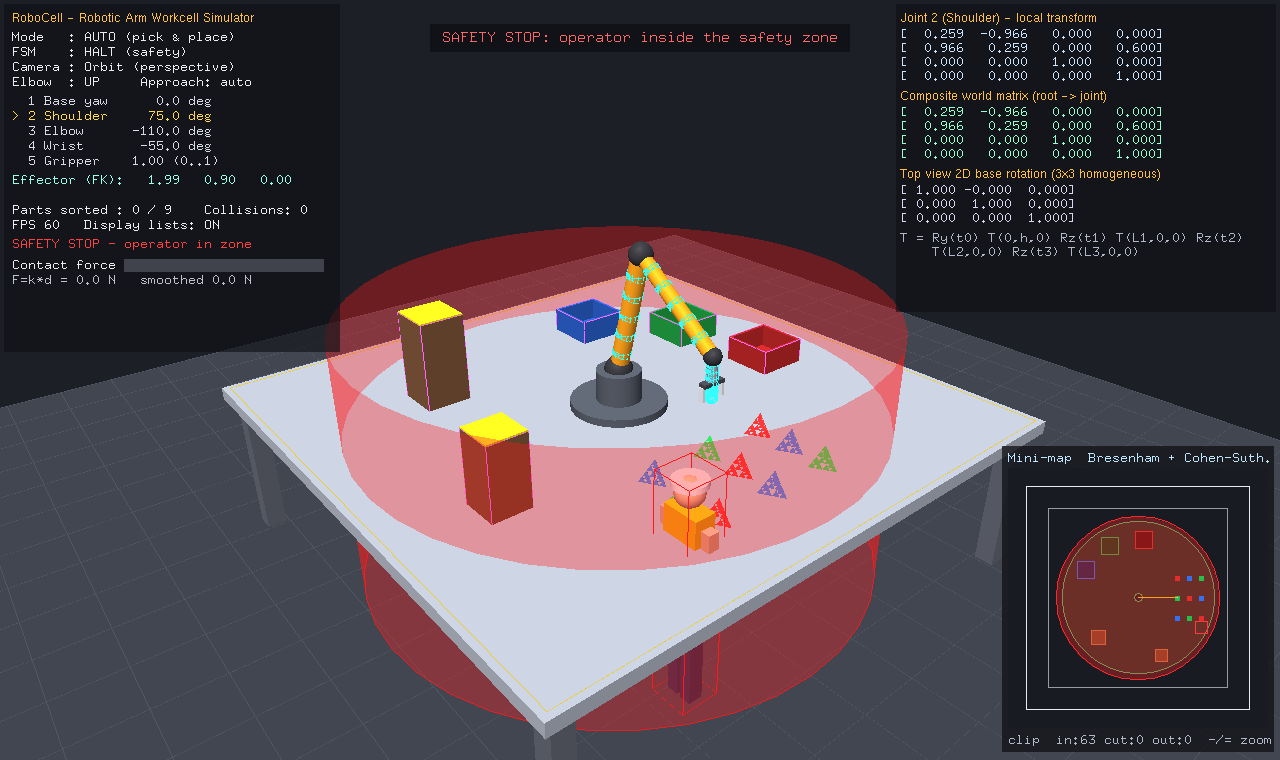 RoboCell - Robotic Arm Workcell Simulator
Mode   : AUTO (pick & place)
FSM    : HALT (safety)
Camera : Orbit (perspective)
Elbow  : UP     Approach: auto
1 Base yaw      0.0 deg
> 2 Shoulder     75.0 deg
3 Elbow     -110.0 deg
4 Wrist      -55.0 deg
5 Gripper    1.00 (0..1)
Effector (FK):   1.99   0.90   0.00
Parts sorted : 0 / 9    Collisions: 0
FPS 60   Display lists: ON
SAFETY STOP - operator in zone
Contact force
F=k*d = 0.0 N   smoothed 0.0 N
SAFETY STOP: operator inside the safety zone
Joint 2 (Shoulder) - local transform
[  0.259  -0.966   0.000   0.000]
[  0.966   0.259   0.000   0.600]
[  0.000   0.000   1.000   0.000]
[  0.000   0.000   0.000   1.000]
Composite world matrix (root -> joint)
[  0.259  -0.966   0.000   0.000]
[  0.966   0.259   0.000   0.600]
[  0.000   0.000   1.000   0.000]
[  0.000   0.000   0.000   1.000]
Top view 2D base rotation (3x3 homogeneous)
[ 1.000 -0.000  0.000]
[ 0.000  1.000  0.000]
[ 0.000  0.000  1.000]
T = Ry(t0) T(0,h,0) Rz(t1) T(L1,0,0) Rz(t2)
T(L2,0,0) Rz(t3) T(L3,0,0)
Mini-map  Bresenham + Cohen-Suth.
clip  in:63 cut:0 out:0  -/= zoom